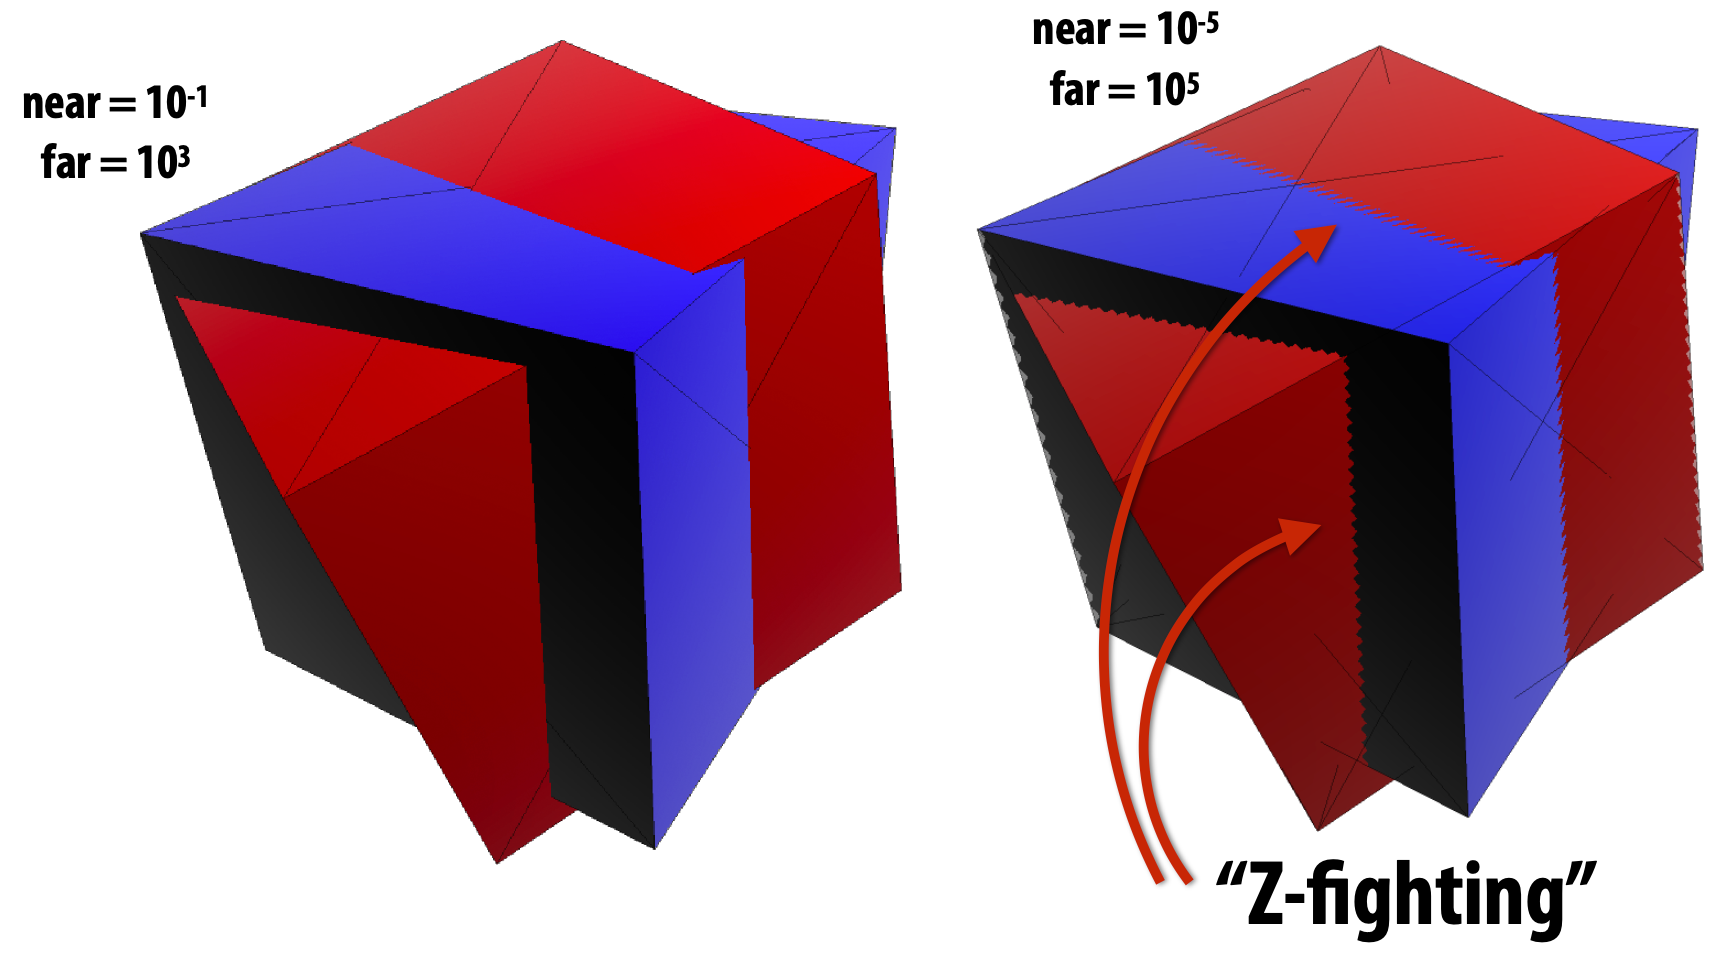 near = 10⁻¹
far = 10³
near = 10⁻⁵
far = 10⁵
“Z-fighting”